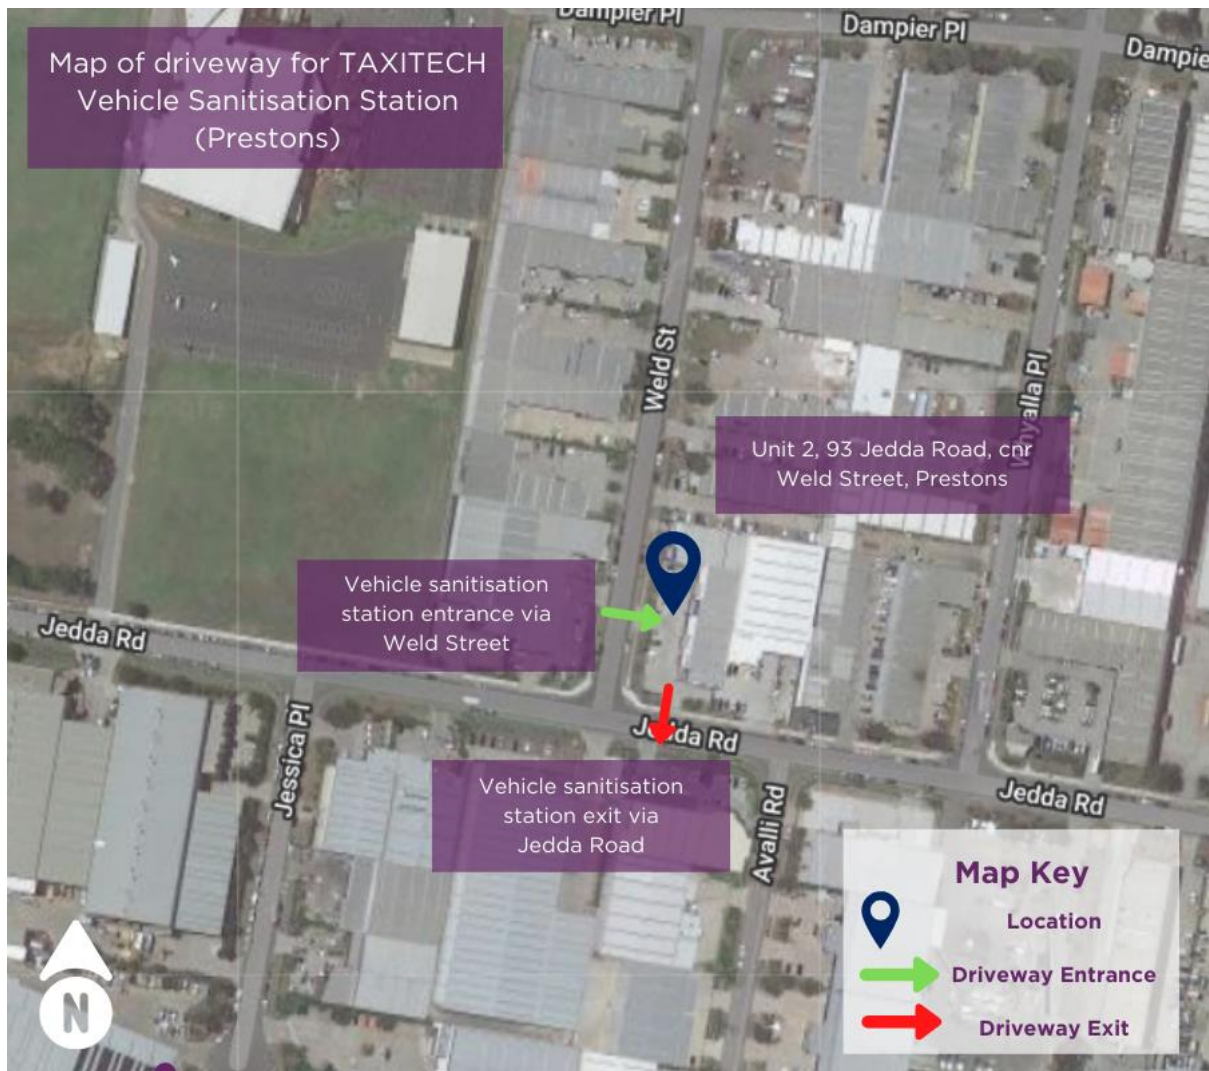 Dampier Pl
Dampier Pl
Dampie
Map of driveway for TAXITECH
Vehicle Sanitisation Station
(Prestons)
Weld St
Whyalla Pl
Unit 2, 93 Jedda Road, cnr
Weld Street, Prestons
Vehicle sanitisation
station entrance via
Weld Street
Jedda Rd
Jessica Pl
Jedda Rd
Vehicle sanitisation
station exit via
Jedda Road
Avalli Rd
Jedda Rd
Map Key
Location
Driveway Entrance
Driveway Exit
N